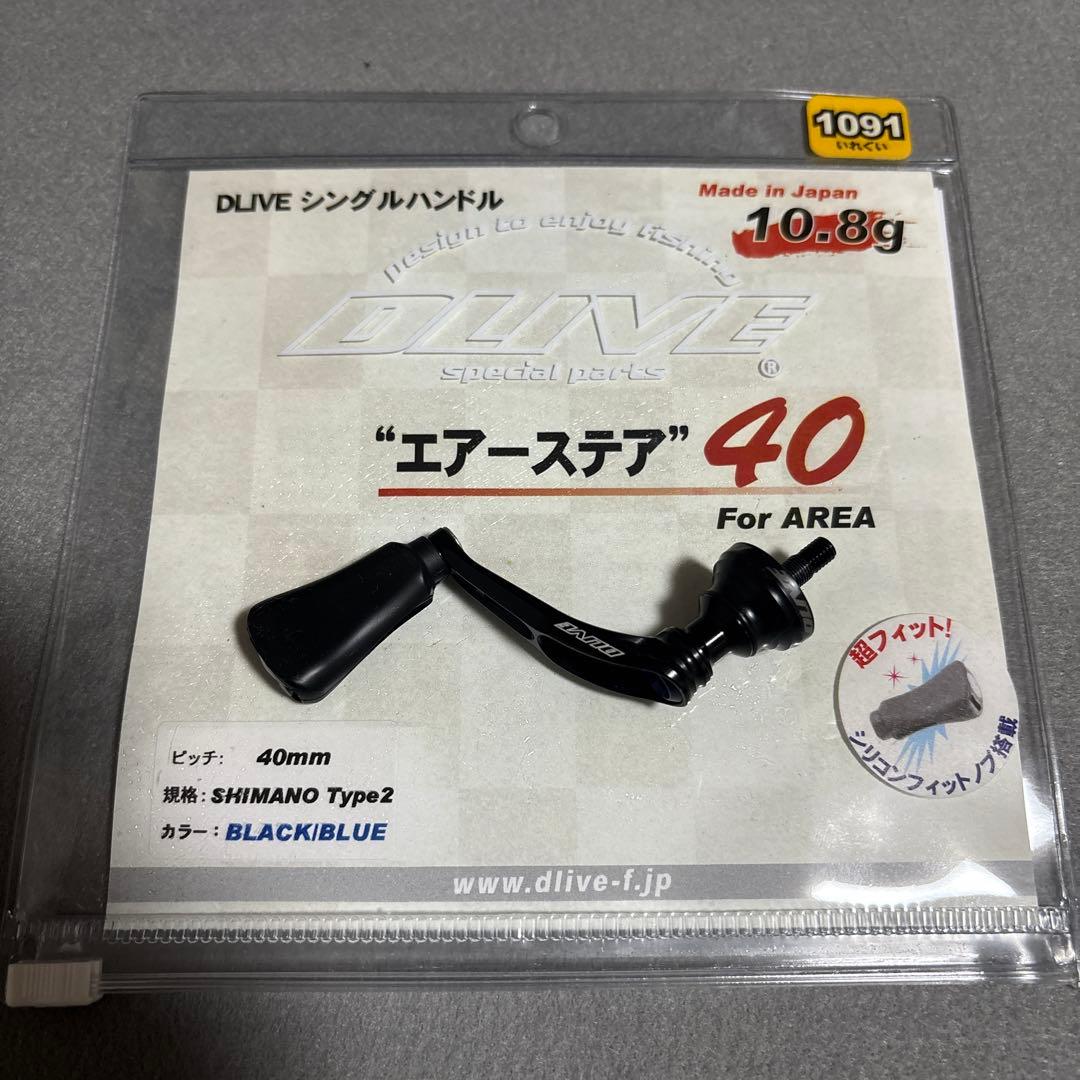 1091
いれぐい
DLIVE シングルハンドル
Made in Japan
10.8g
Design to enjoy fishing
DLIVE
special parts
®
“エアーステア” 40
For AREA
DLIVE
超フィット!
シリコンフィットノブ搭載
ピッチ: 40mm
規格: SHIMANO Type2
カラー: BLACK/BLUE
www.dlive-f.jp